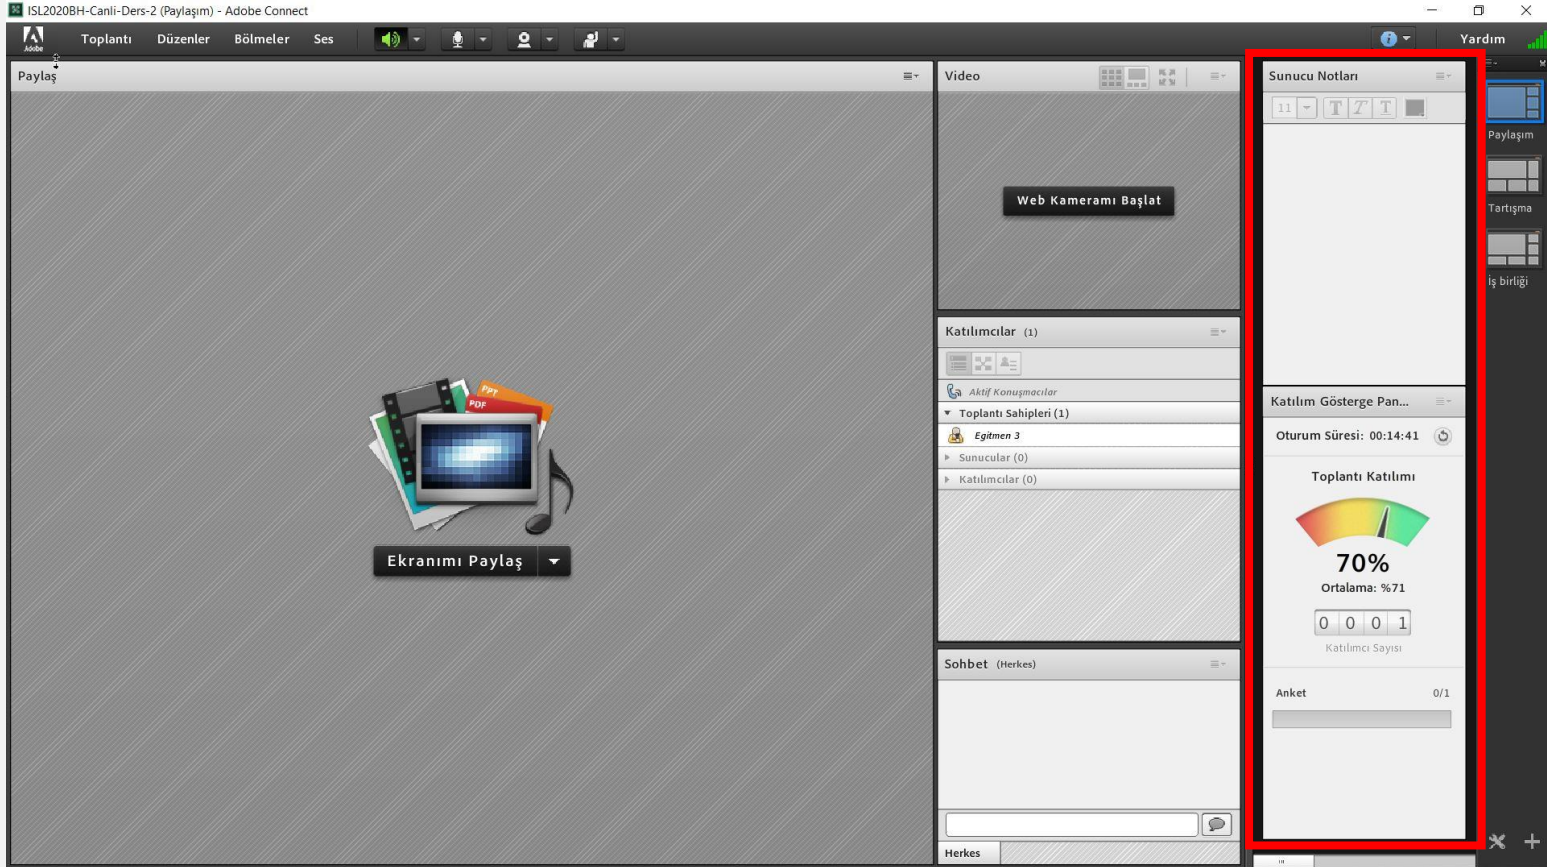 ISL2020BH-Canli-Ders-2 (Paylaşım) - Adobe Connect
Adobe
Toplantı Düzenler Bölmeler Ses
Yardım
Paylaş
PPT
PDF
Ekranımı Paylaş
Video
Web Kameramı Başlat
Katılımcılar (1)
Aktif Konuşmacılar
Toplantı Sahipleri (1)
Egitmen 3
Sunucular (0)
Katılımcılar (0)
Sohbet (Herkes)
Herkes
Sunucu Notları
11 T T T
Katılım Gösterge Pan...
Oturum Süresi: 00:14:41
Toplantı Katılımı
70%
Ortalama: %71
0 0 0 1
Katılımcı Sayısı
Anket 0/1
Paylaşım
Tartışma
İş birliği